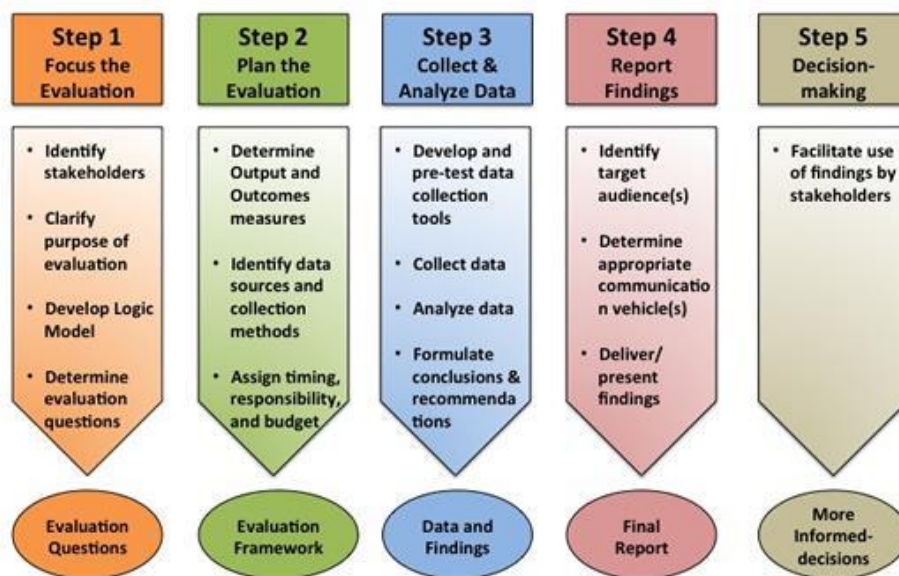 Step 1
Focus the
Evaluation
• Identify
stakeholders
• Clarify
purpose of
evaluation
• Develop Logic
Model
• Determine
evaluation
questions
Evaluation
Questions
Step 2
Plan the
Evaluation
• Determine
Output and
Outcomes
measures
• Identify data
sources and
collection
methods
• Assign timing,
responsibility,
and budget
Evaluation
Framework
Step 3
Collect &
Analyze Data
• Develop and
pre-test data
collection
tools
• Collect data
• Analyze data
• Formulate
conclusions &
recommenda
tions
Data and
Findings
Step 4
Report
Findings
• Identify
target
audience(s)
• Determine
appropriate
communicatio
n vehicle(s)
• Deliver/
present
findings
Final
Report
Step 5
Decision-
making
• Facilitate use
of findings by
stakeholders
More
Informed-
decisions